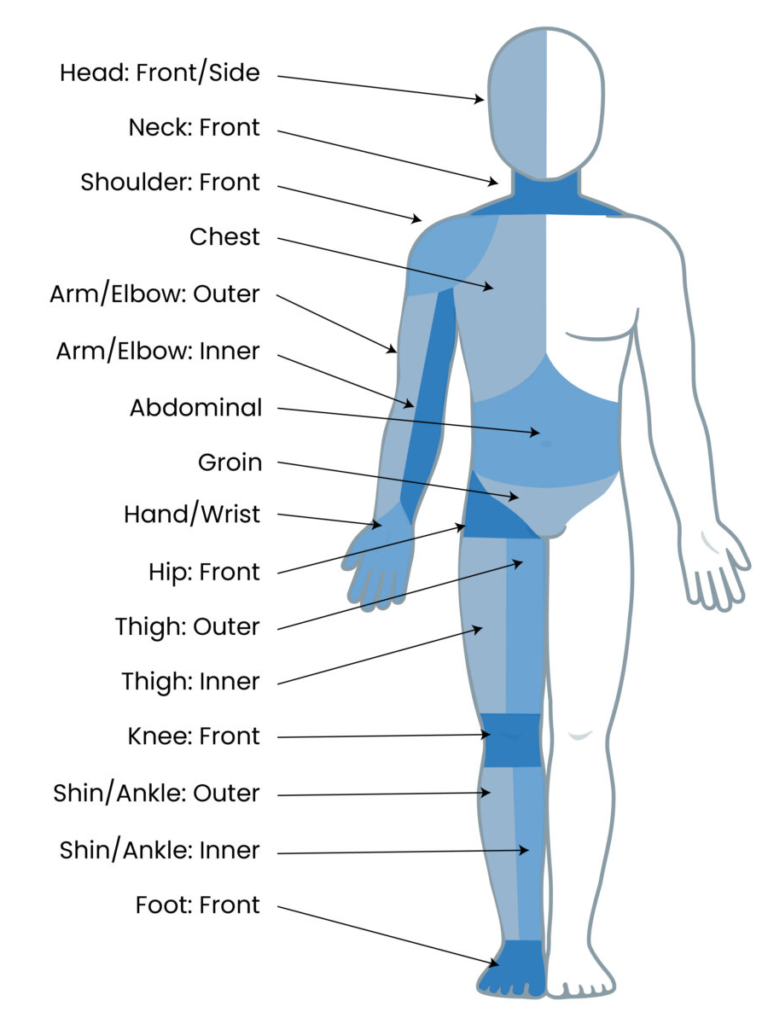 Head: Front/Side
Neck: Front
Shoulder: Front
Chest
Arm/Elbow: Outer
Arm/Elbow: Inner
Abdominal
Groin
Hand/Wrist
Hip: Front
Thigh: Outer
Thigh: Inner
Knee: Front
Shin/Ankle: Outer
Shin/Ankle: Inner
Foot: Front